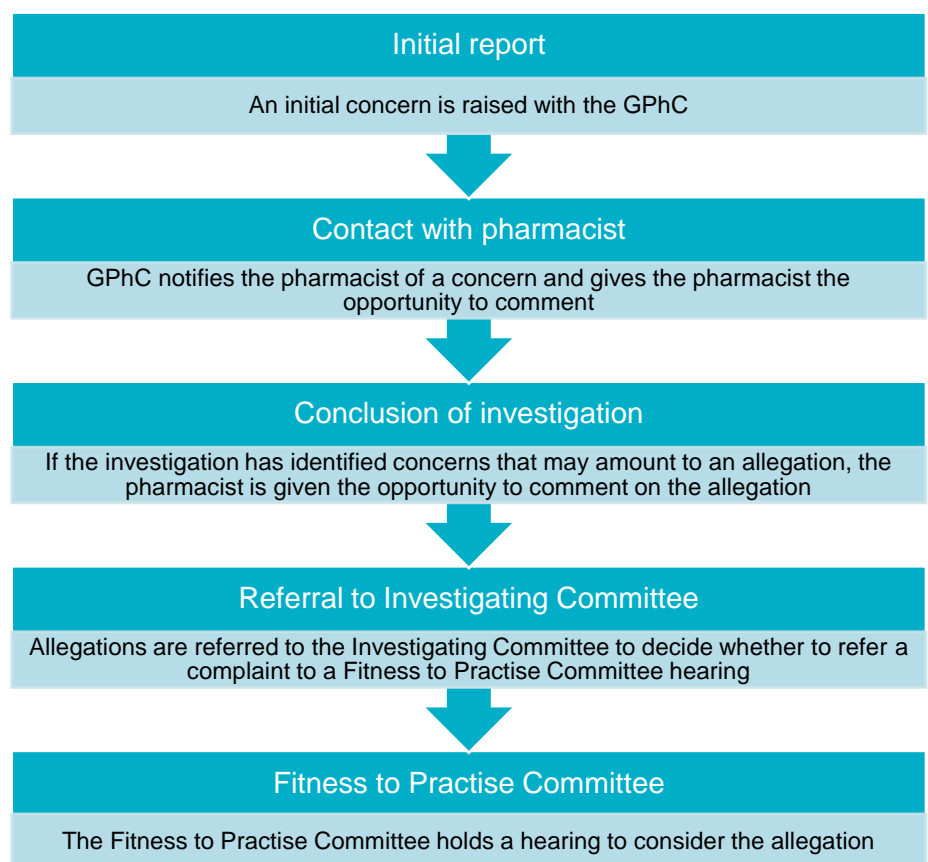 Initial report
An initial concern is raised with the GPhC
Contact with pharmacist
GPhC notifies the pharmacist of a concern and gives the pharmacist the
opportunity to comment
Conclusion of investigation
If the investigation has identified concerns that may amount to an allegation, the
pharmacist is given the opportunity to comment on the allegation
Referral to Investigating Committee
Allegations are referred to the Investigating Committee to decide whether to refer a
complaint to a Fitness to Practise Committee hearing
Fitness to Practise Committee
The Fitness to Practise Committee holds a hearing to consider the allegation